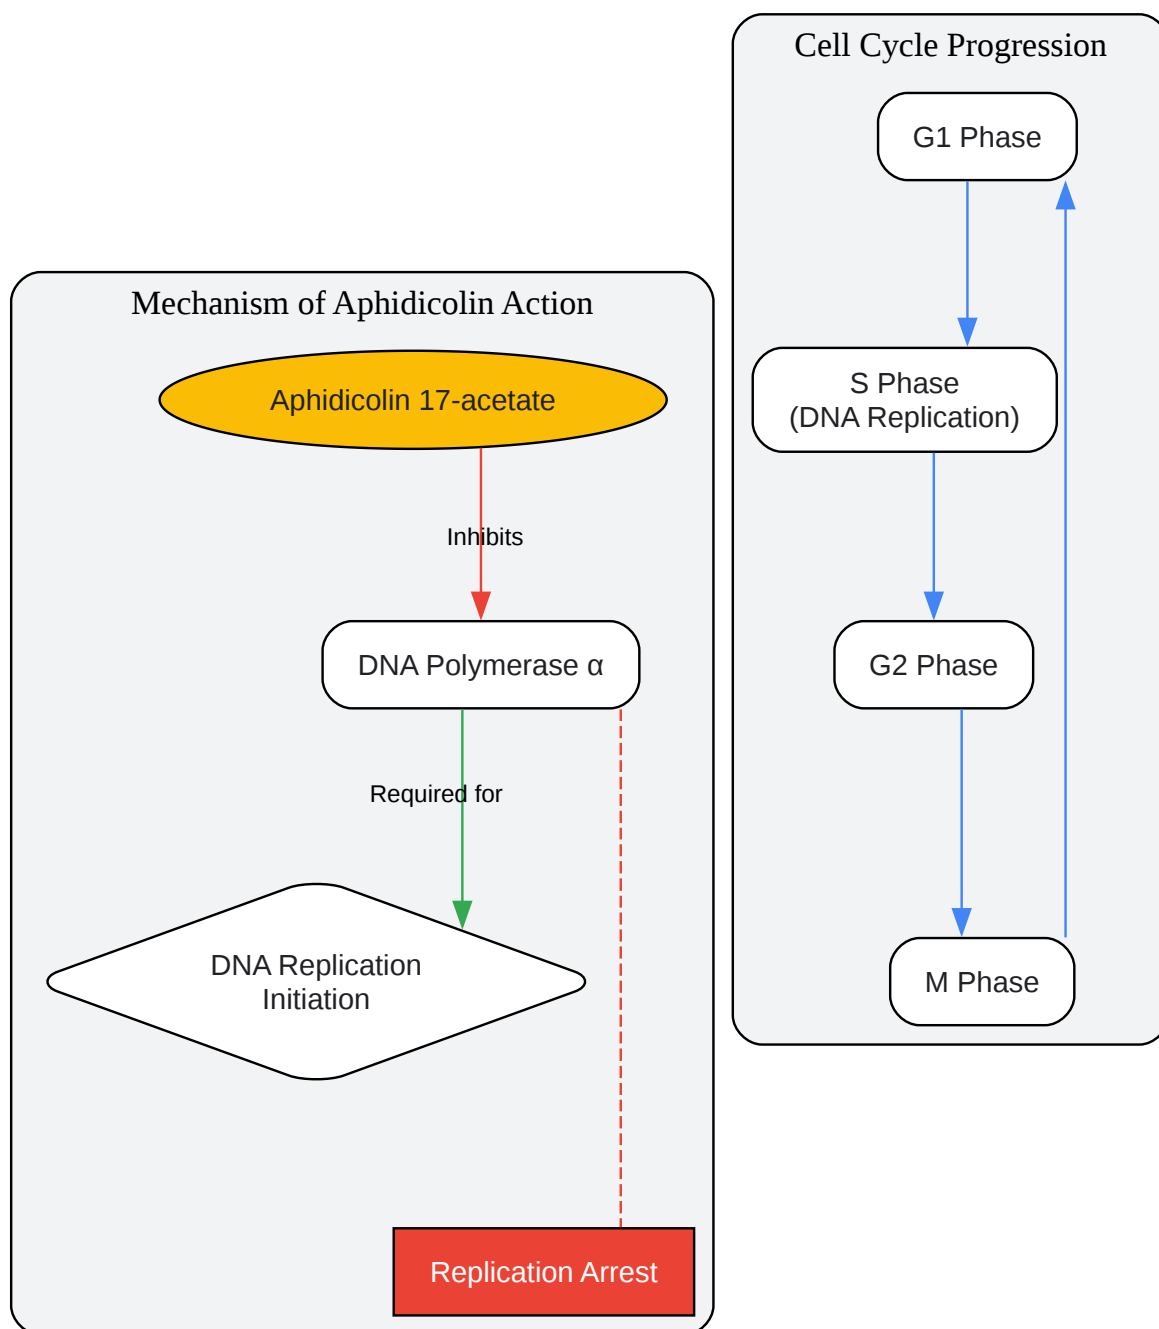 Cell Cycle Progression
G1 Phase
S Phase
(DNA Replication)
G2 Phase
M Phase
Mechanism of Aphidicolin Action
Aphidicolin 17-acetate
Inhibits
DNA Polymerase α
Required for
DNA Replication
Initiation
Replication Arrest